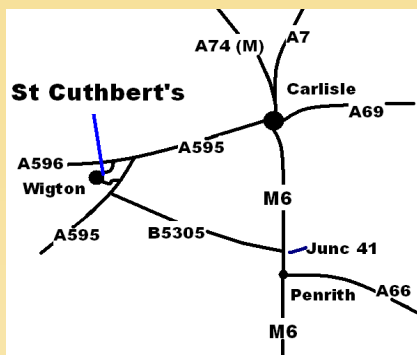 A74 (M)
A7
St Cuthbert's
Carlisle
A69
A595
A596
Wigton
M6
A595
B5305
Junc 41
Penrith
A66
M6